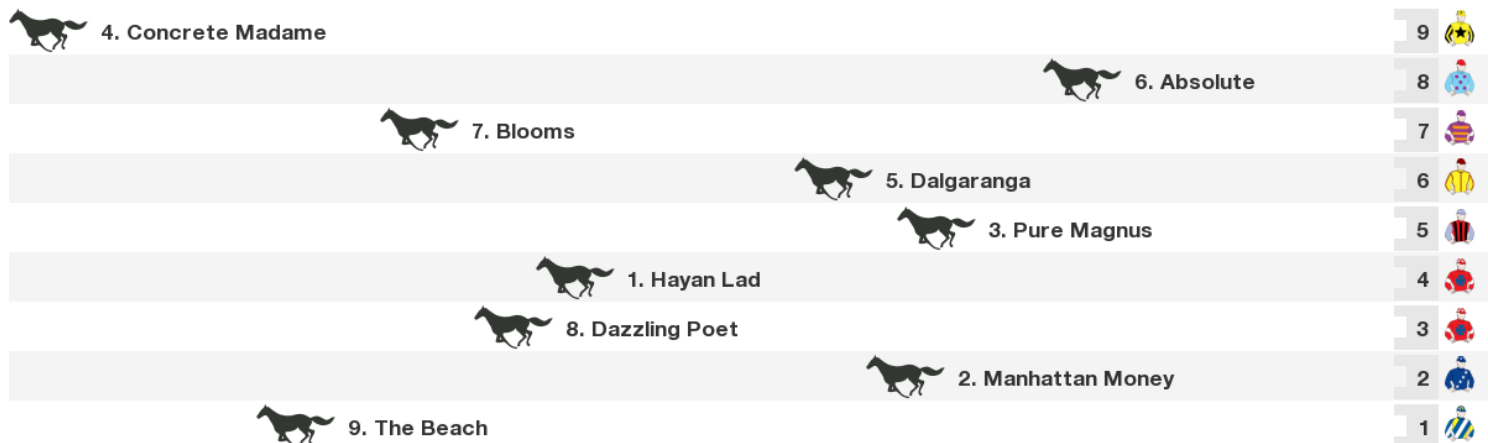 4. Concrete Madame 9
6. Absolute 8
7. Blooms 7
5. Dalgaranga 6
3. Pure Magnus 5
1. Hayan Lad 4
8. Dazzling Poet 3
2. Manhattan Money 2
9. The Beach 1